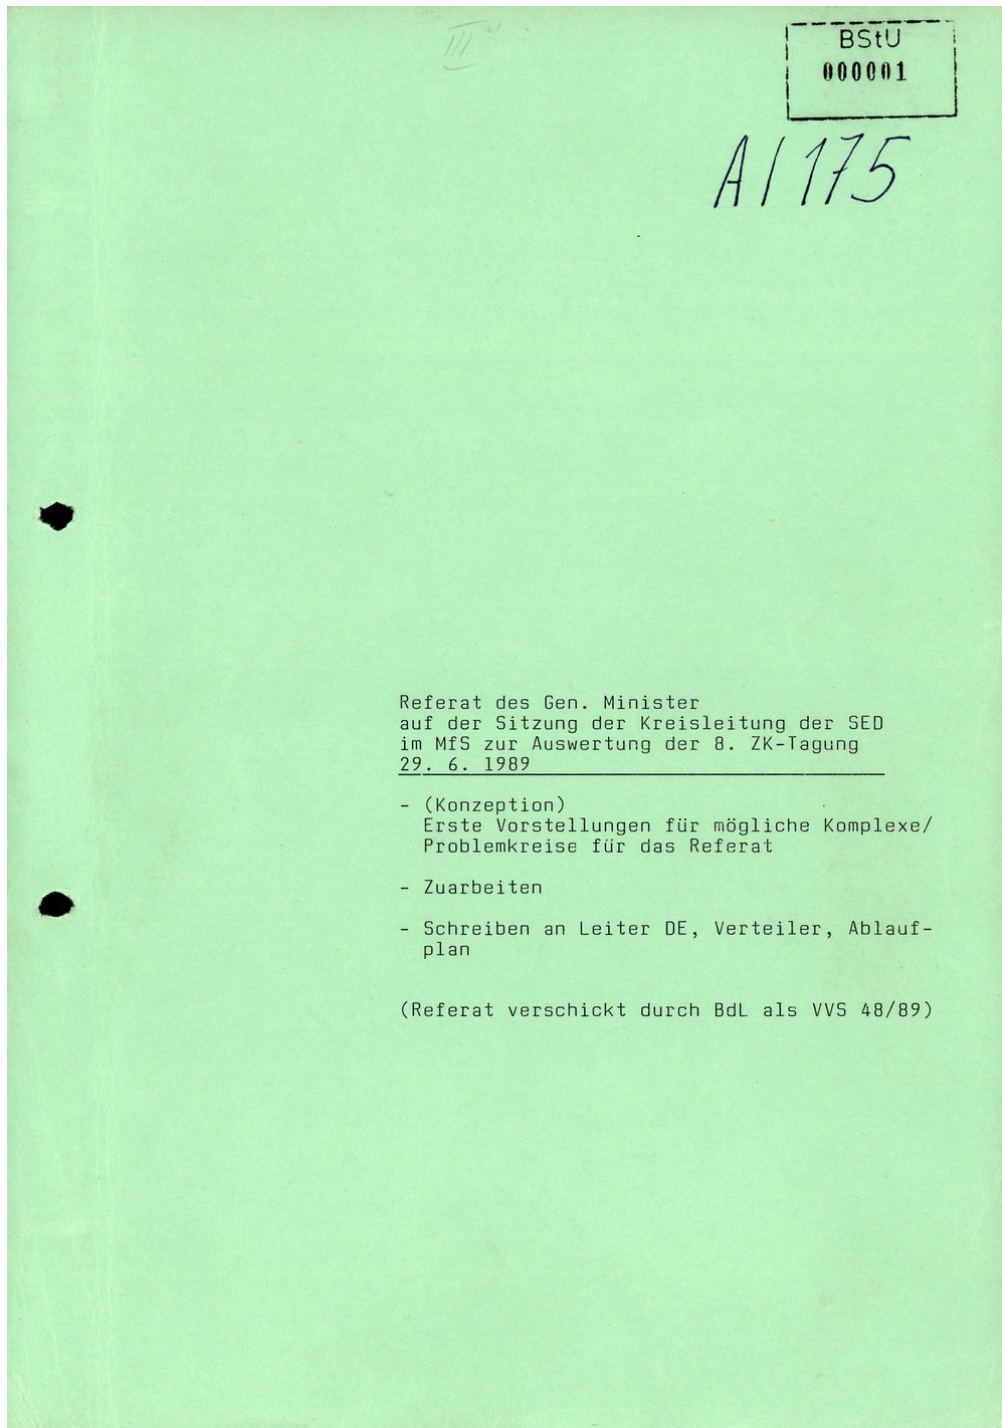 III
BStU
000001
A/175
Referat des Gen. Minister
auf der Sitzung der Kreisleitung der SED
im MfS zur Auswertung der 8. ZK-Tagung
29. 6. 1989
- (Konzeption)
Erste Vorstellungen für mögliche Komplexe/
Problemkreise für das Referat
- Zuarbeiten
- Schreiben an Leiter DE, Verteiler, Ablauf-
plan
(Referat verschickt durch BdL als VVS 48/89)